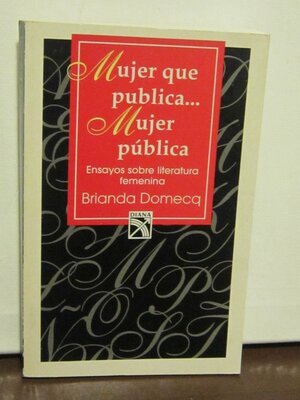 Mujer que
publica...
Mujer
pública
Ensayos sobre literatura
femenina
Brianda Domecq
DIANA